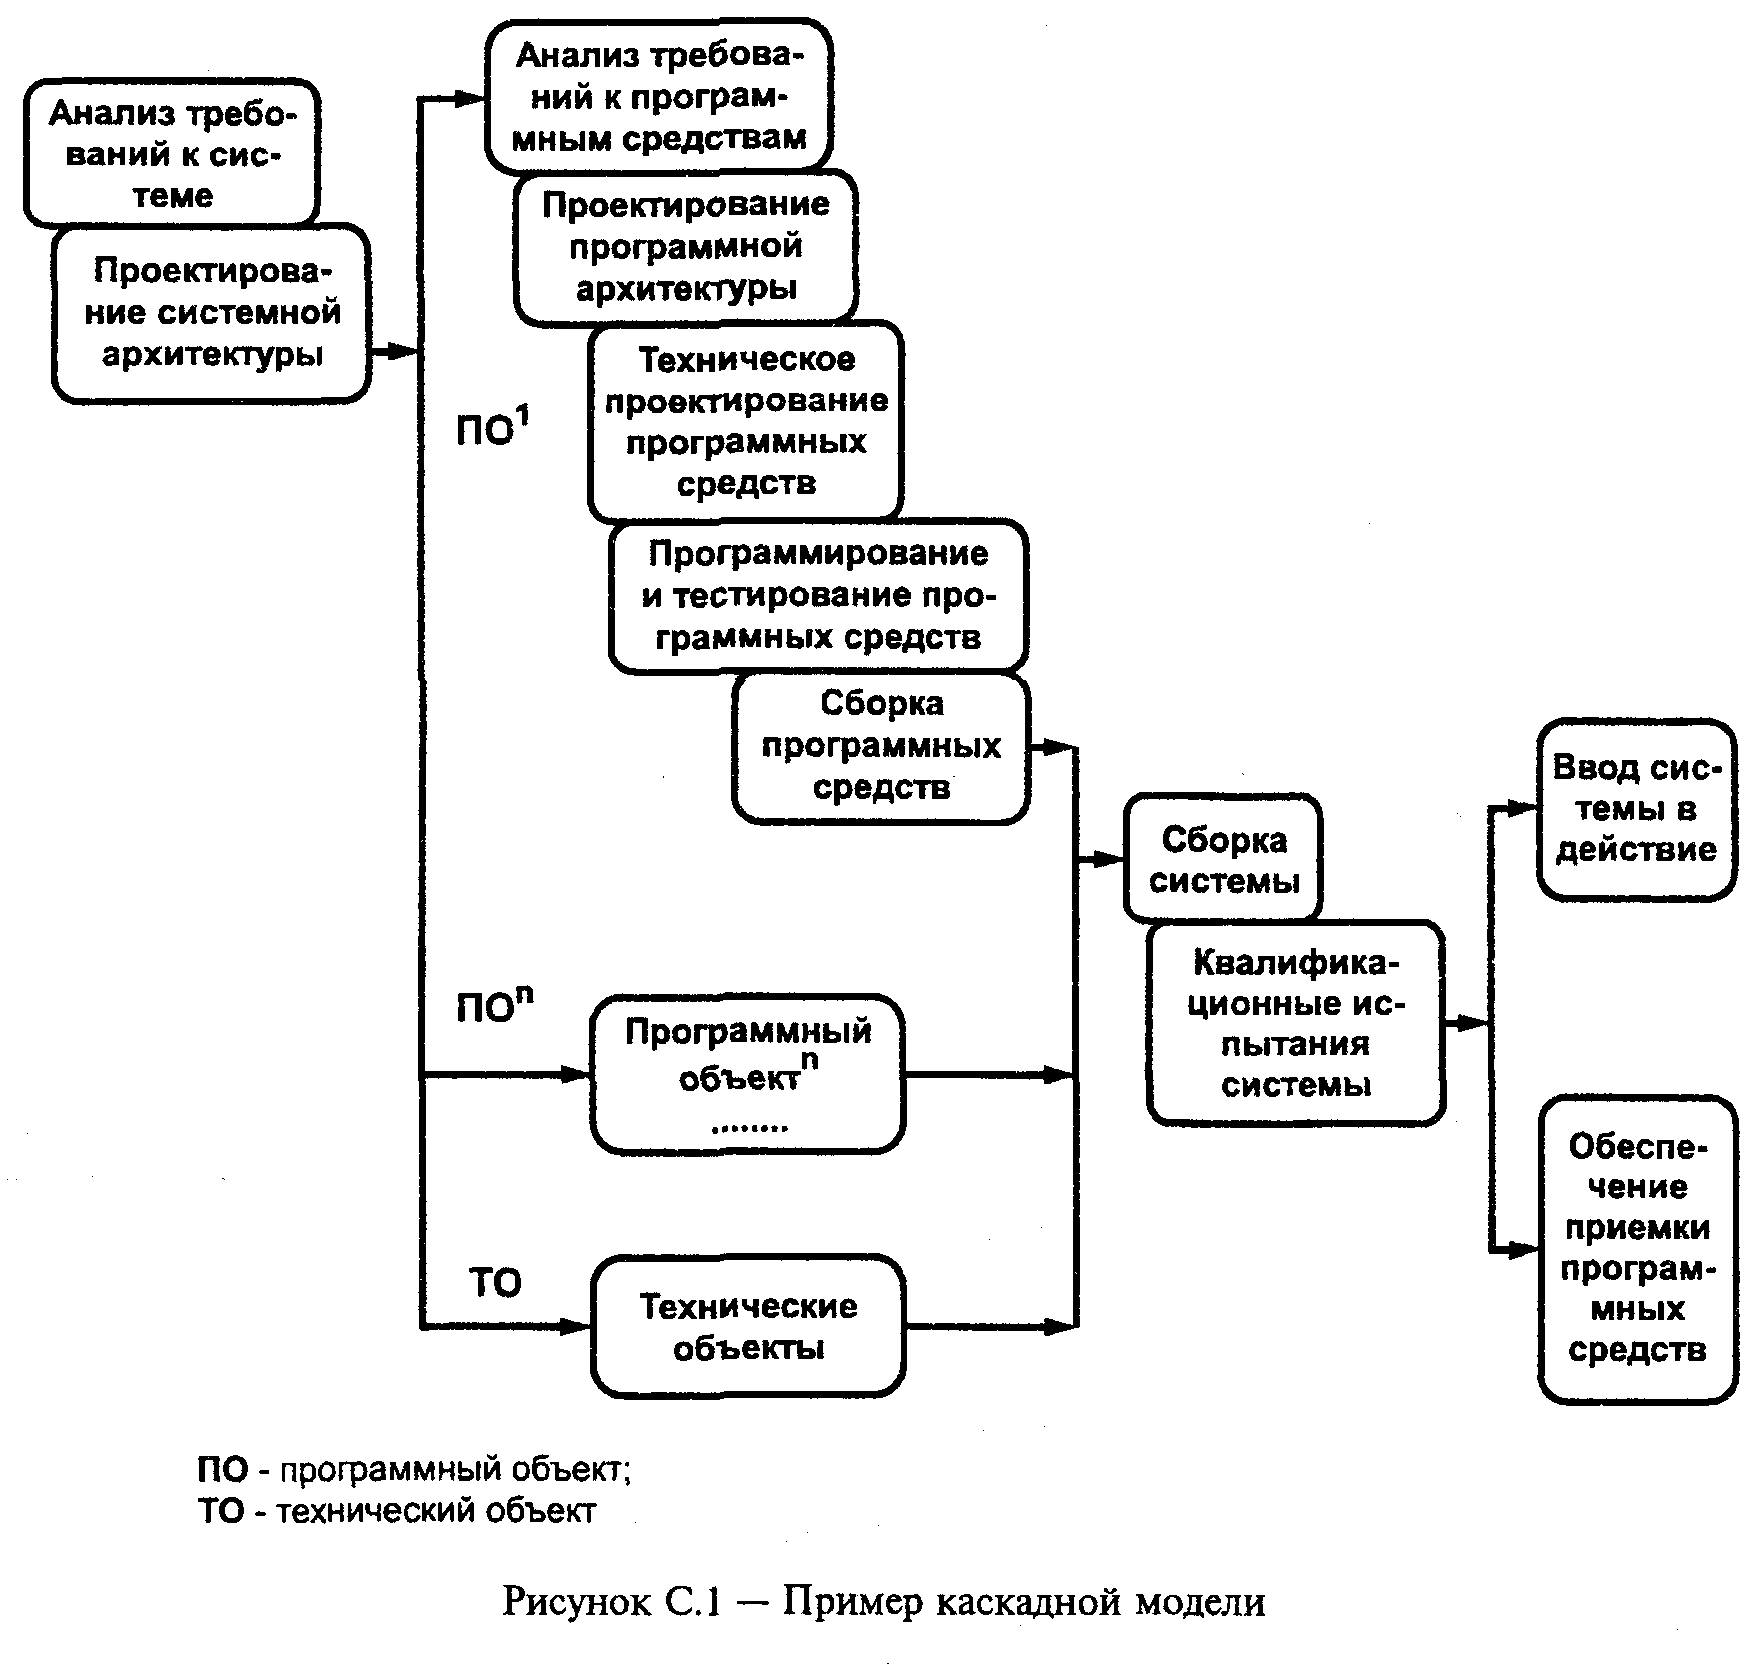 Анализ требо-
ваний к сис-
теме
Проектирова-
ние системной
архитектуры
Анализ требова-
ний к програм-
мным средствам
Проектирование
программной
архитектуры
Техническое
проектирование
программных
средств
ПО¹
Программирование
и тестирование про-
граммных средств
Сборка
программных
средств
ПОⁿ
Программный
объектⁿ
........
ТО
Технические
объекты
Сборка
системы
Квалифика-
ционные ис-
пытания
системы
Ввод сис-
темы в
действие
Обеспе-
чение
приемки
програм-
мных
средств
ПО - программный объект;
ТО - технический объект
Рисунок С.1 — Пример каскадной модели